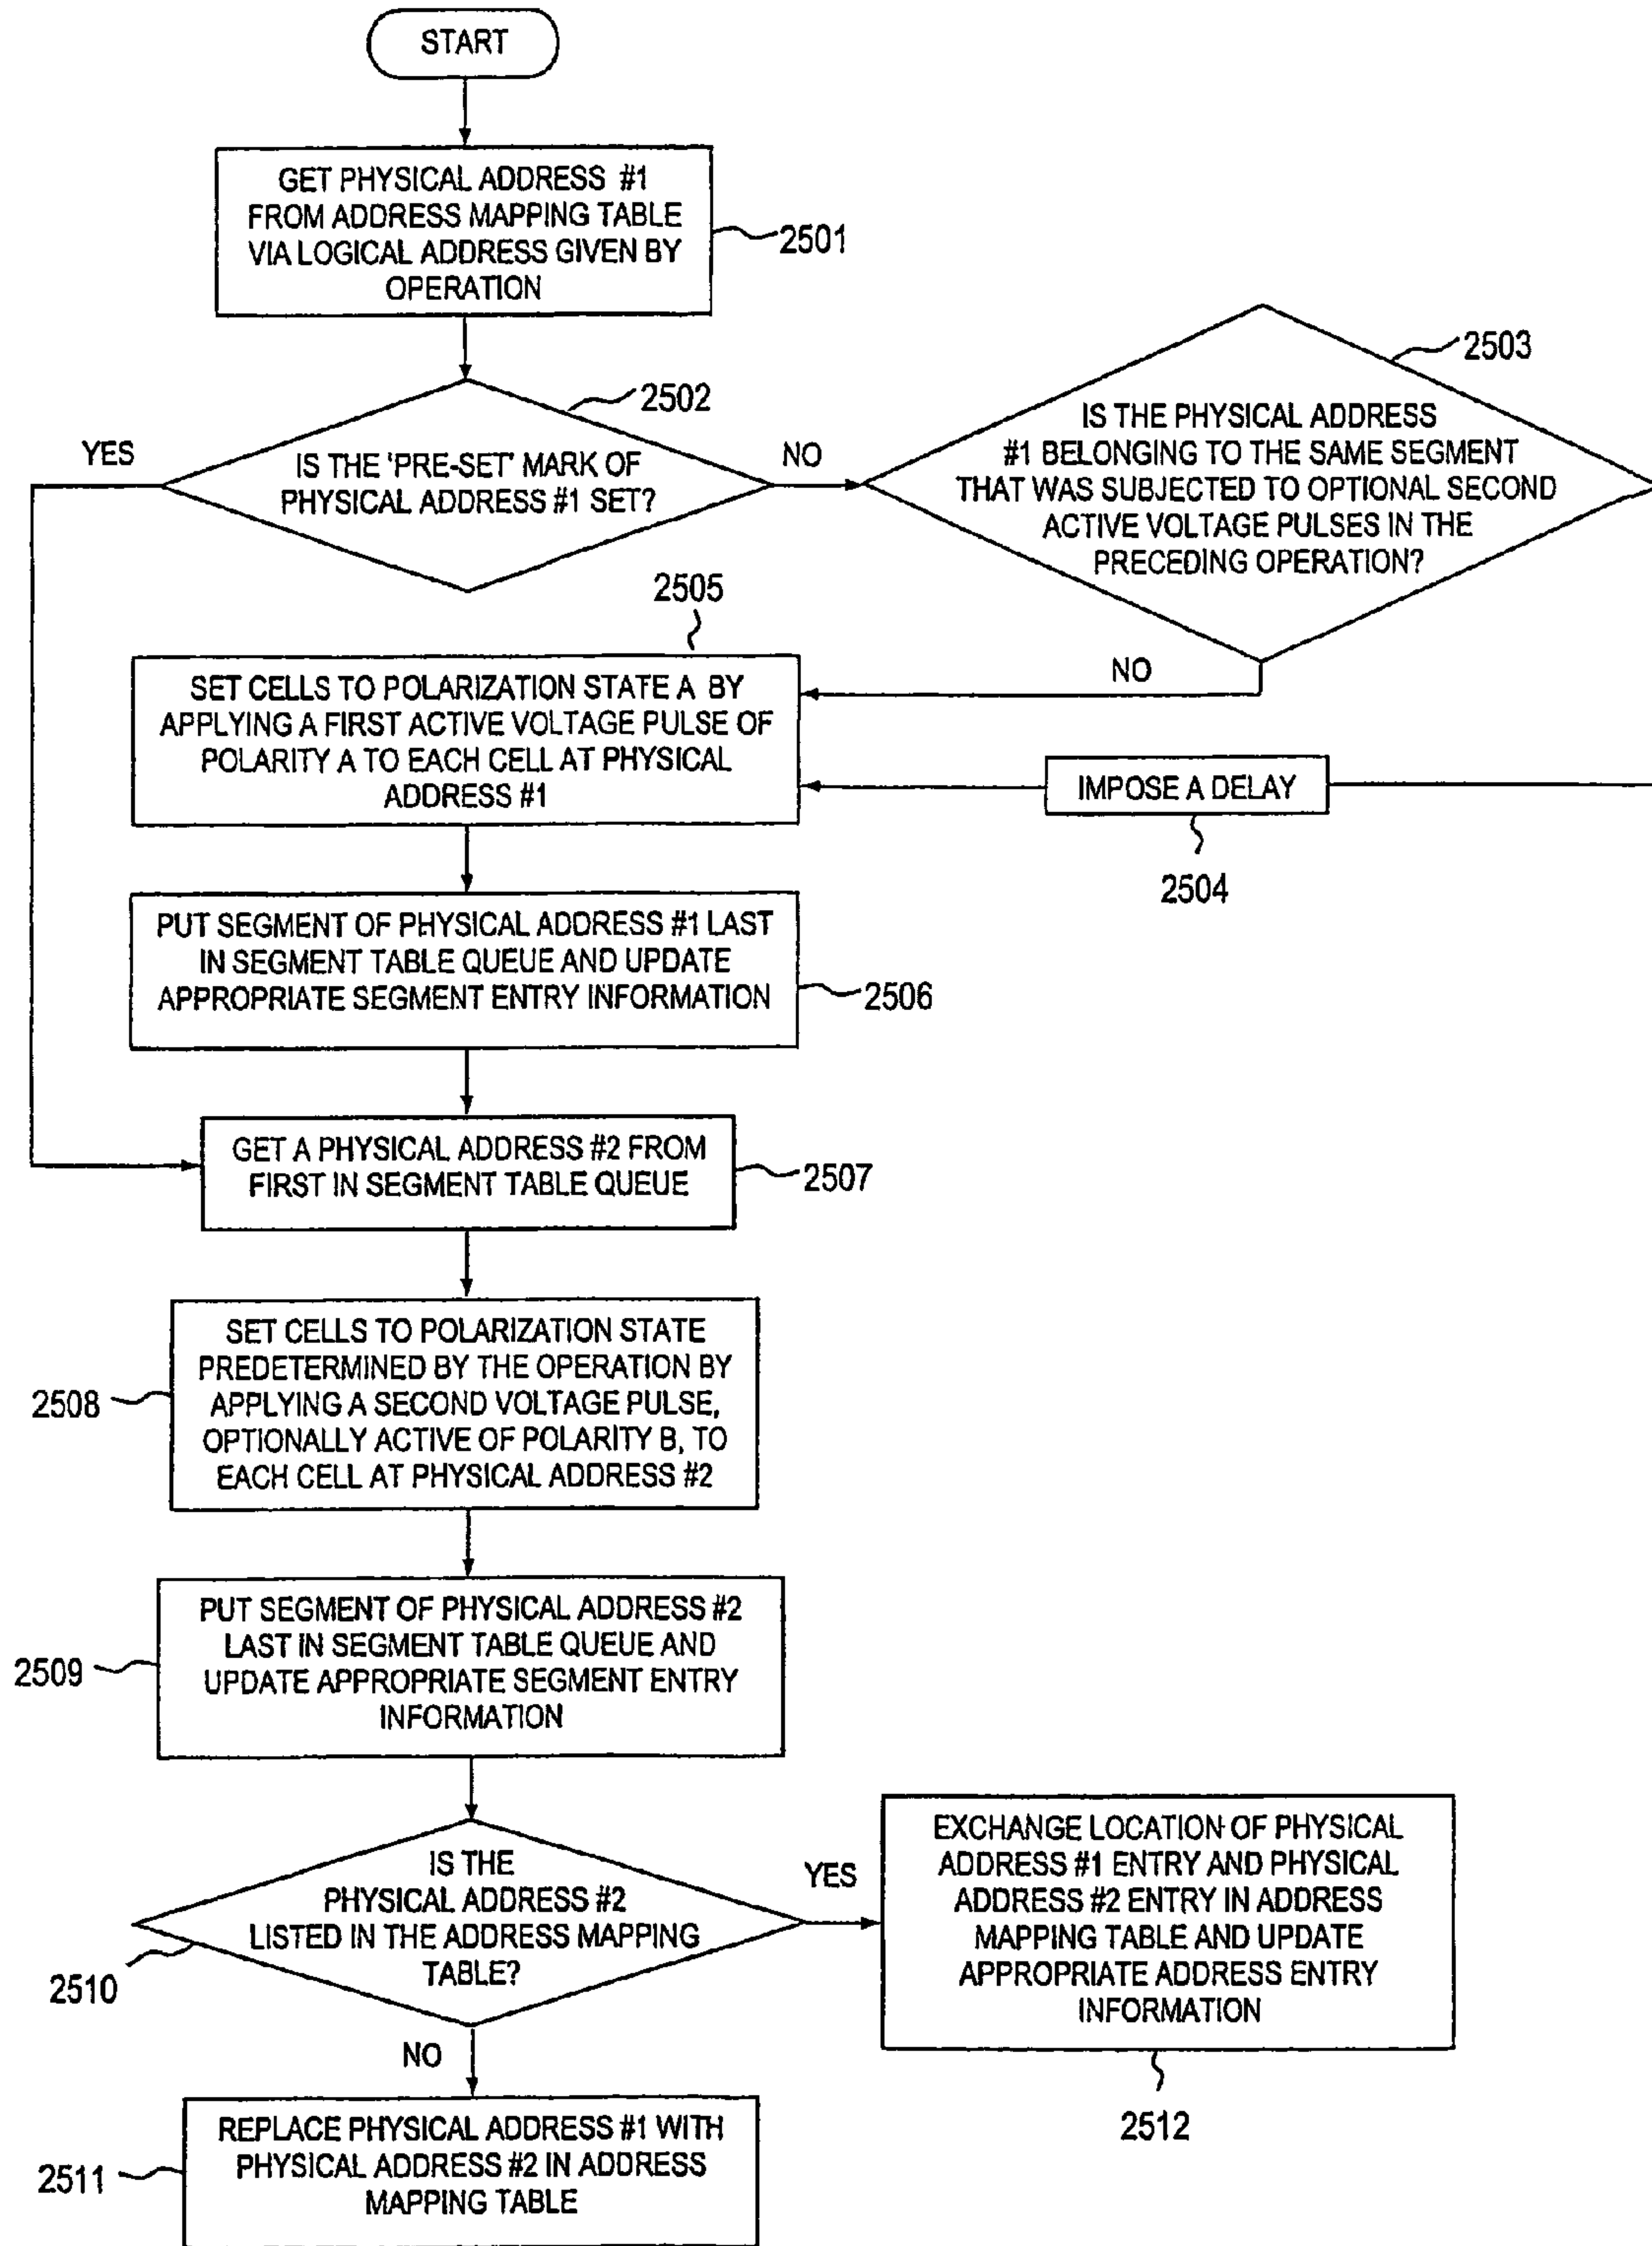 START
GET PHYSICAL ADDRESS #1
FROM ADDRESS MAPPING TABLE
VIA LOGICAL ADDRESS GIVEN BY
OPERATION
2501
2502
YES
IS THE 'PRE-SET' MARK OF
PHYSICAL ADDRESS #1 SET?
NO
2503
IS THE PHYSICAL ADDRESS
#1 BELONGING TO THE SAME SEGMENT
THAT WAS SUBJECTED TO OPTIONAL SECOND
ACTIVE VOLTAGE PULSES IN THE
PRECEDING OPERATION?
NO
2505
SET CELLS TO POLARIZATION STATE A BY
APPLYING A FIRST ACTIVE VOLTAGE PULSE OF
POLARITY A TO EACH CELL AT PHYSICAL
ADDRESS #1
IMPOSE A DELAY
2504
PUT SEGMENT OF PHYSICAL ADDRESS #1 LAST
IN SEGMENT TABLE QUEUE AND UPDATE
APPROPRIATE SEGMENT ENTRY INFORMATION
2506
GET A PHYSICAL ADDRESS #2 FROM
FIRST IN SEGMENT TABLE QUEUE
2507
SET CELLS TO POLARIZATION STATE
PREDETERMINED BY THE OPERATION BY
APPLYING A SECOND VOLTAGE PULSE,
OPTIONALLY ACTIVE OF POLARITY B, TO
EACH CELL AT PHYSICAL ADDRESS #2
2508
PUT SEGMENT OF PHYSICAL ADDRESS #2
LAST IN SEGMENT TABLE QUEUE AND
UPDATE APPROPRIATE SEGMENT ENTRY
INFORMATION
2509
IS THE
PHYSICAL ADDRESS #2
LISTED IN THE ADDRESS MAPPING
TABLE?
2510
YES
EXCHANGE LOCATION OF PHYSICAL
ADDRESS #1 ENTRY AND PHYSICAL
ADDRESS #2 ENTRY IN ADDRESS
MAPPING TABLE AND UPDATE
APPROPRIATE ADDRESS ENTRY
INFORMATION
2512
NO
REPLACE PHYSICAL ADDRESS #1 WITH
PHYSICAL ADDRESS #2 IN ADDRESS
MAPPING TABLE
2511